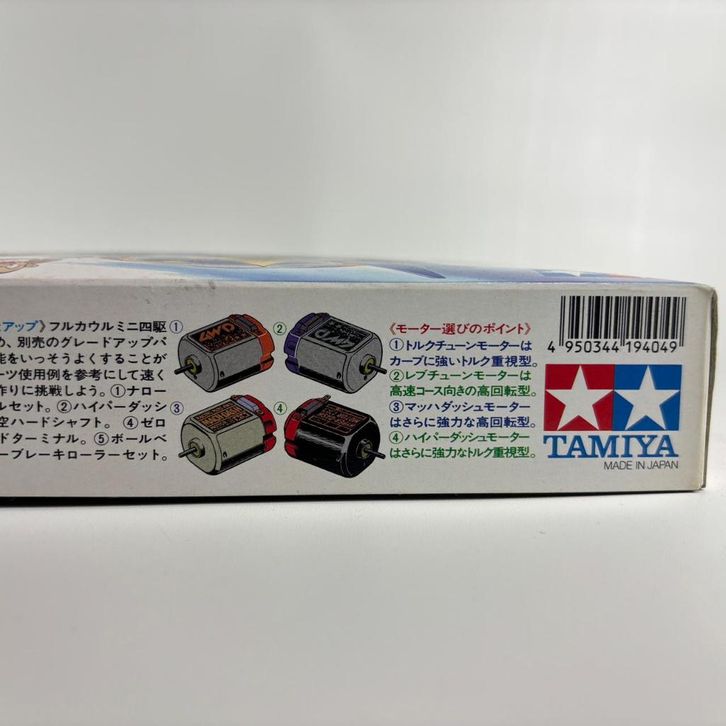 アップ》フルカウルミニ四駆
め、別売のグレードアップパ
能をいっそうよくすることが
ーツ使用例を参考にして速く
作りに挑戦しよう。①ナロー
ルセット。②ハイパーダッシ
空ハードシャフト。④ゼロ
ドターミナル。⑤ボールベ
ーブレーキローラーセット。
①
②
③
④
4WD
《モーター選びのポイント》
①トルクチューンモーターは
カーブに強いトルク重視型。
②レブチューンモーターは
高速コース向きの高回転型。
③マッハダッシュモーター
はさらに強力な高回転型。
④ハイパーダッシュモーター
はさらに強力なトルク重視型。
4 950344 194049
TAMIYA
MADE IN JAPAN